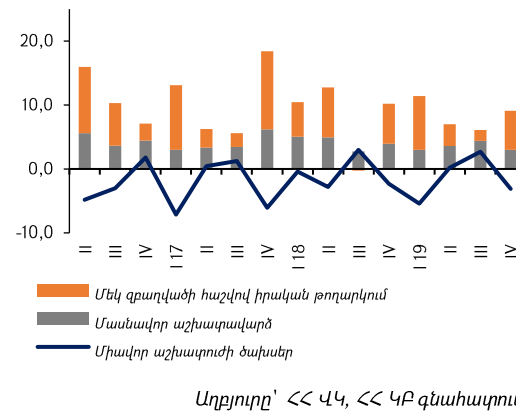 20,0
10,0
0,0
-10,0
II III IV I 17 II III IV I 18 II III IV I 19 II III IV
Մեկ զբաղվածի հաշվով իրական թողարկում
Մասնավոր աշխատավարձ
Միավոր աշխատուժի ծախսեր
Աղբյուրը՝ ՀՀ ՎԿ, ՀՀ ԿԲ գնահատում